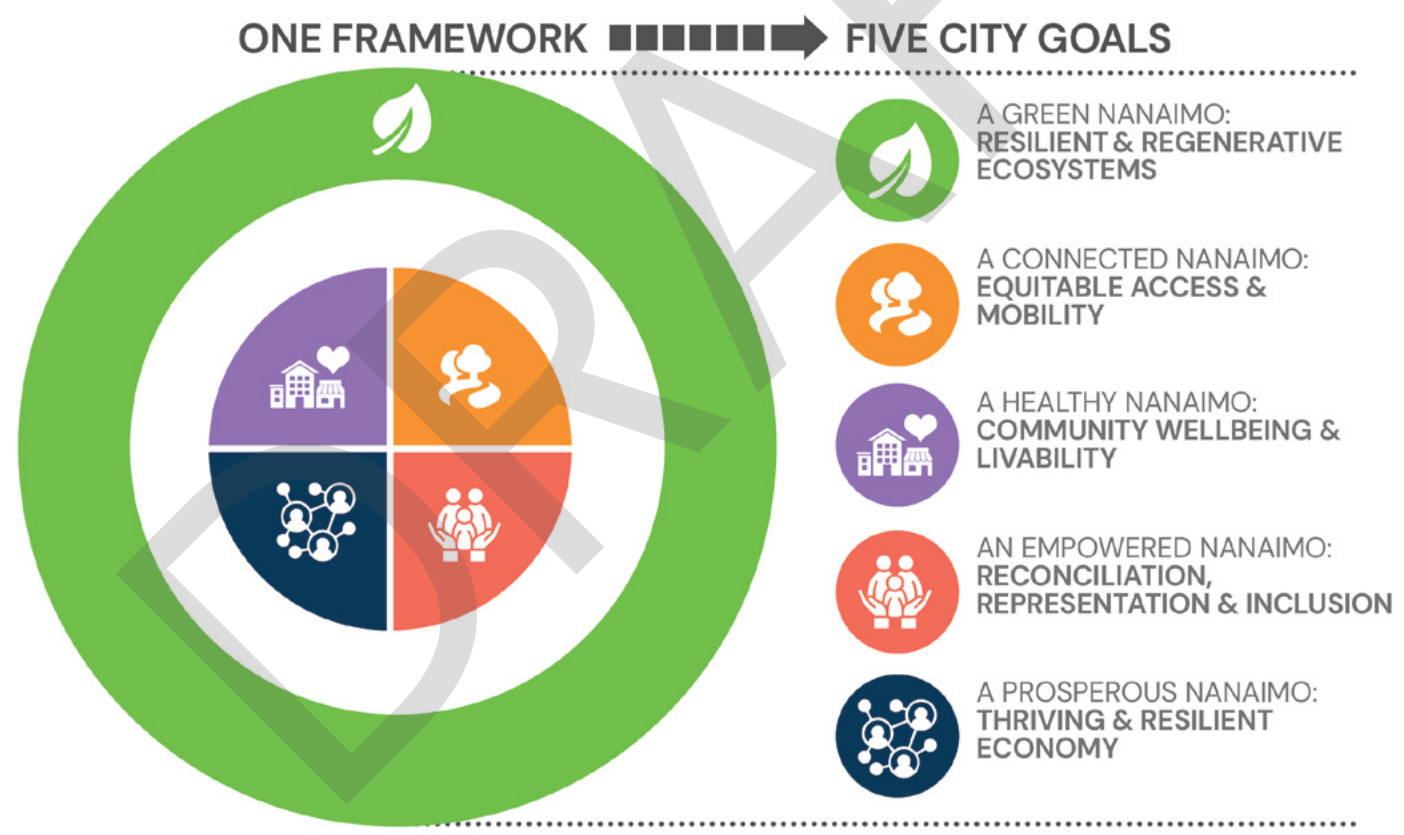 ONE FRAMEWORK FIVE CITY GOALS
A GREEN NANAIMO:
RESILIENT & REGENERATIVE
ECOSYSTEMS
A CONNECTED NANAIMO:
EQUITABLE ACCESS &
MOBILITY
A HEALTHY NANAIMO:
COMMUNITY WELLBEING &
LIVABILITY
AN EMPOWERED NANAIMO:
RECONCILIATION,
REPRESENTATION & INCLUSION
A PROSPEROUS NANAIMO:
THRIVING & RESILIENT
ECONOMY
DRAF